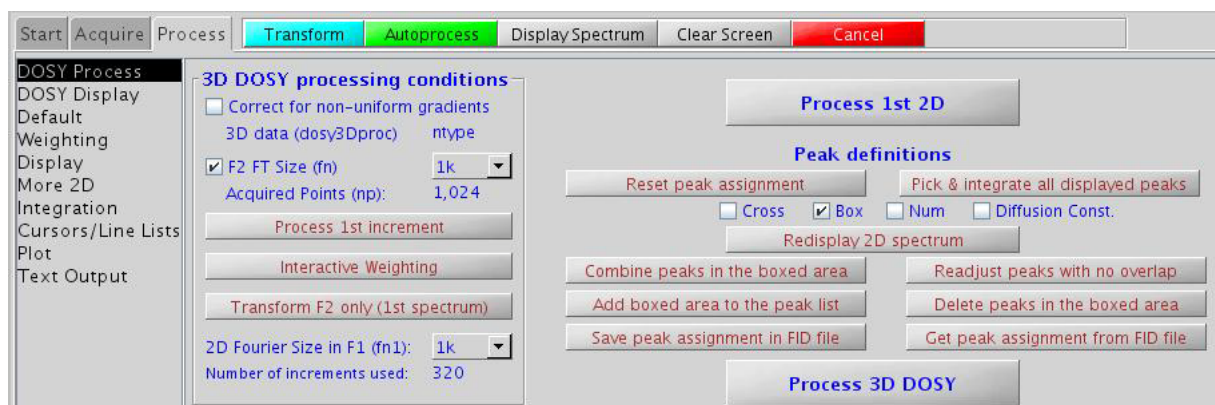 Start Acquire Process Transform Autoprocess Display Spectrum Clear Screen Cancel
DOSY Process
DOSY Display
Default
Weighting
Display
More 2D
Integration
Cursors/Line Lists
Plot
Text Output
3D DOSY processing conditions
Correct for non-uniform gradients
3D data (dosy3Dproc) ntype
F2 FT Size (fn) 1k
Acquired Points (np): 1,024
Process 1st increment
Interactive Weighting
Transform F2 only (1st spectrum)
2D Fourier Size in F1 (fn1): 1k
Number of increments used: 320
Process 1st 2D
Peak definitions
Reset peak assignment Pick & integrate all displayed peaks
Cross Box Num Diffusion Const.
Redisplay 2D spectrum
Combine peaks in the boxed area Readjust peaks with no overlap
Add boxed area to the peak list Delete peaks in the boxed area
Save peak assignment in FID file Get peak assignment from FID file
Process 3D DOSY